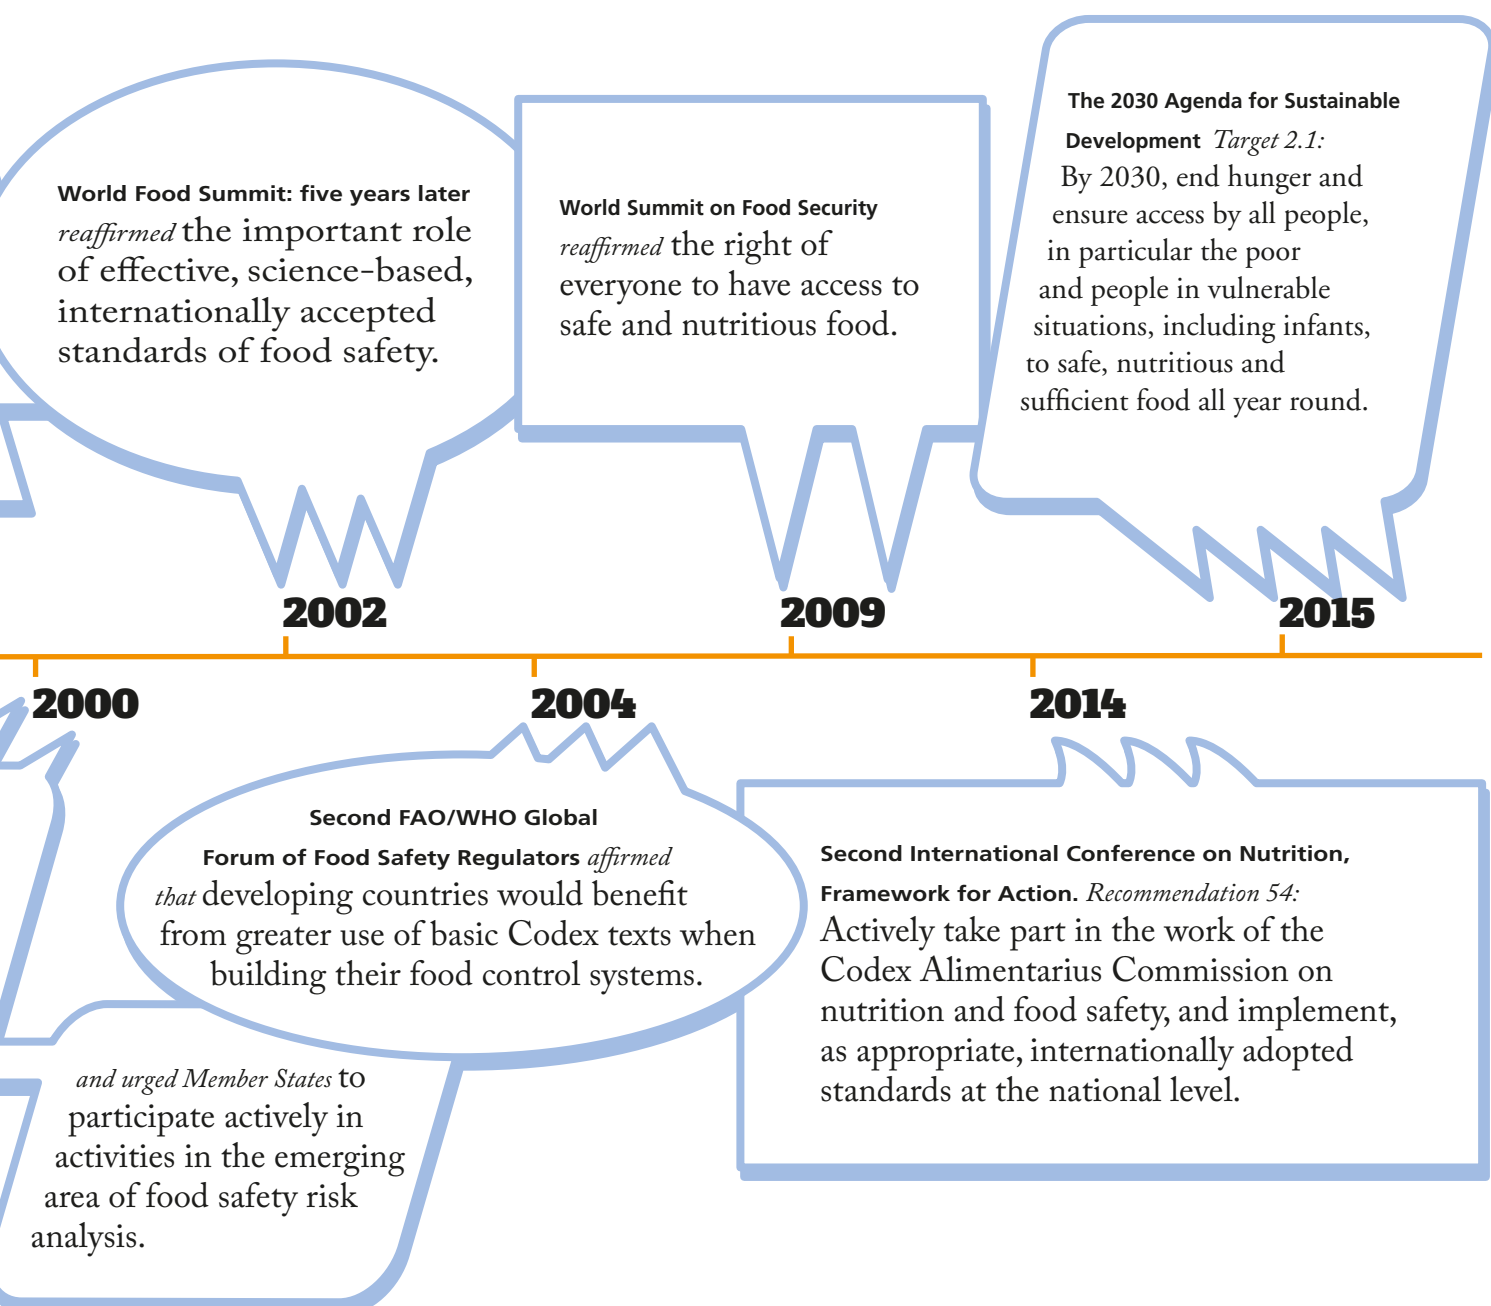 World Food Summit: five years later
reaffirmed the important role
of effective, science-based,
internationally accepted
standards of food safety.
World Summit on Food Security
reaffirmed the right of
everyone to have access to
safe and nutritious food.
The 2030 Agenda for Sustainable
Development Target 2.1:
By 2030, end hunger and
ensure access by all people,
in particular the poor
and people in vulnerable
situations, including infants,
to safe, nutritious and
sufficient food all year round.
2002
2009
2015
2000
2004
2014
Second FAO/WHO Global
Forum of Food Safety Regulators affirmed
that developing countries would benefit
from greater use of basic Codex texts when
building their food control systems.
Second International Conference on Nutrition,
Framework for Action. Recommendation 54:
Actively take part in the work of the
Codex Alimentarius Commission on
nutrition and food safety, and implement,
as appropriate, internationally adopted
standards at the national level.
and urged Member States to
participate actively in
activities in the emerging
area of food safety risk
analysis.